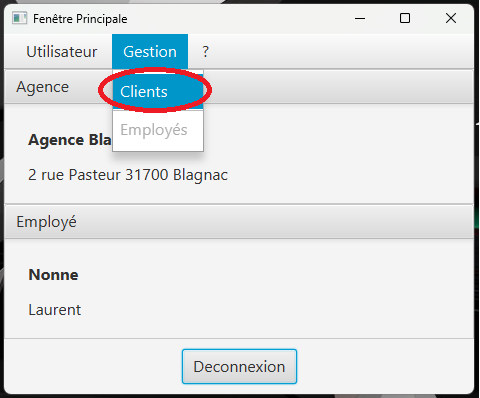 Fenêtre Principale
Utilisateur Gestion ?
Agence
Clients
Employés
Agence Bla
2 rue Pasteur 31700 Blagnac
Employé
Nonne
Laurent
Deconnexion